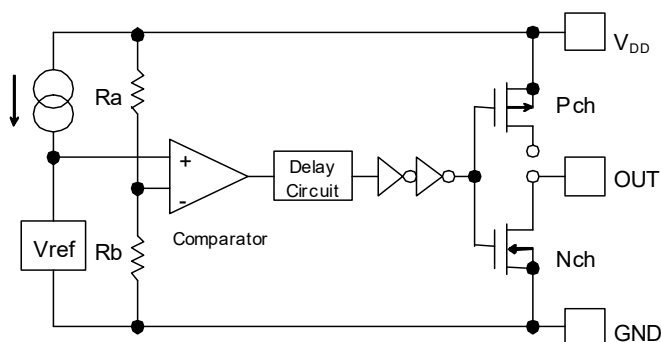 V_DD
Ra
Pch
+
-
Delay
Circuit
OUT
Comparator
Vref
Rb
Nch
GND